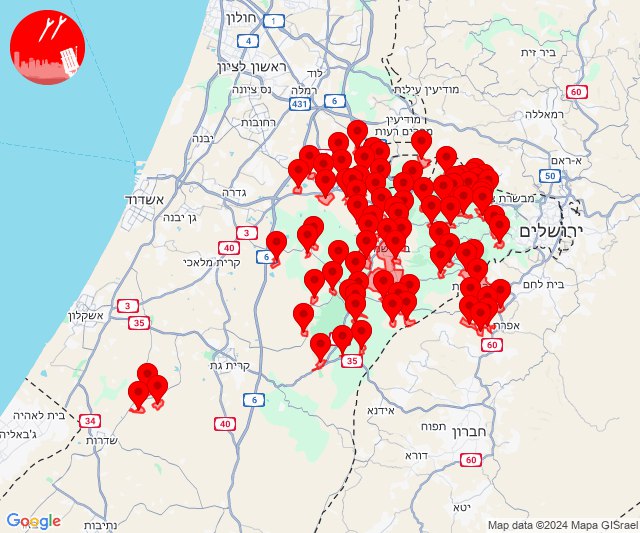 חולון
1
4
ביר זית
ראשון לציון
לוד
60
נס ציונה
רמלה
6
מודיעין עילית
431
רמאללה
רחובות
מודיעין
יבנה
א-ראם
50
גדרה
מבשרת
אשדוד
גן יבנה
3
ירושלים
40
6
קרית מלאכי
בית לחם
3
אשקלון
35
אפרת
60
קרית גת
35
6
אידנא
בית לאהיה
34
40
תפוח
ג'באליה
שדרות
חברון
דורא
60
יטא
Google
נתיבות
Map data ©2024 Mapa GISrael